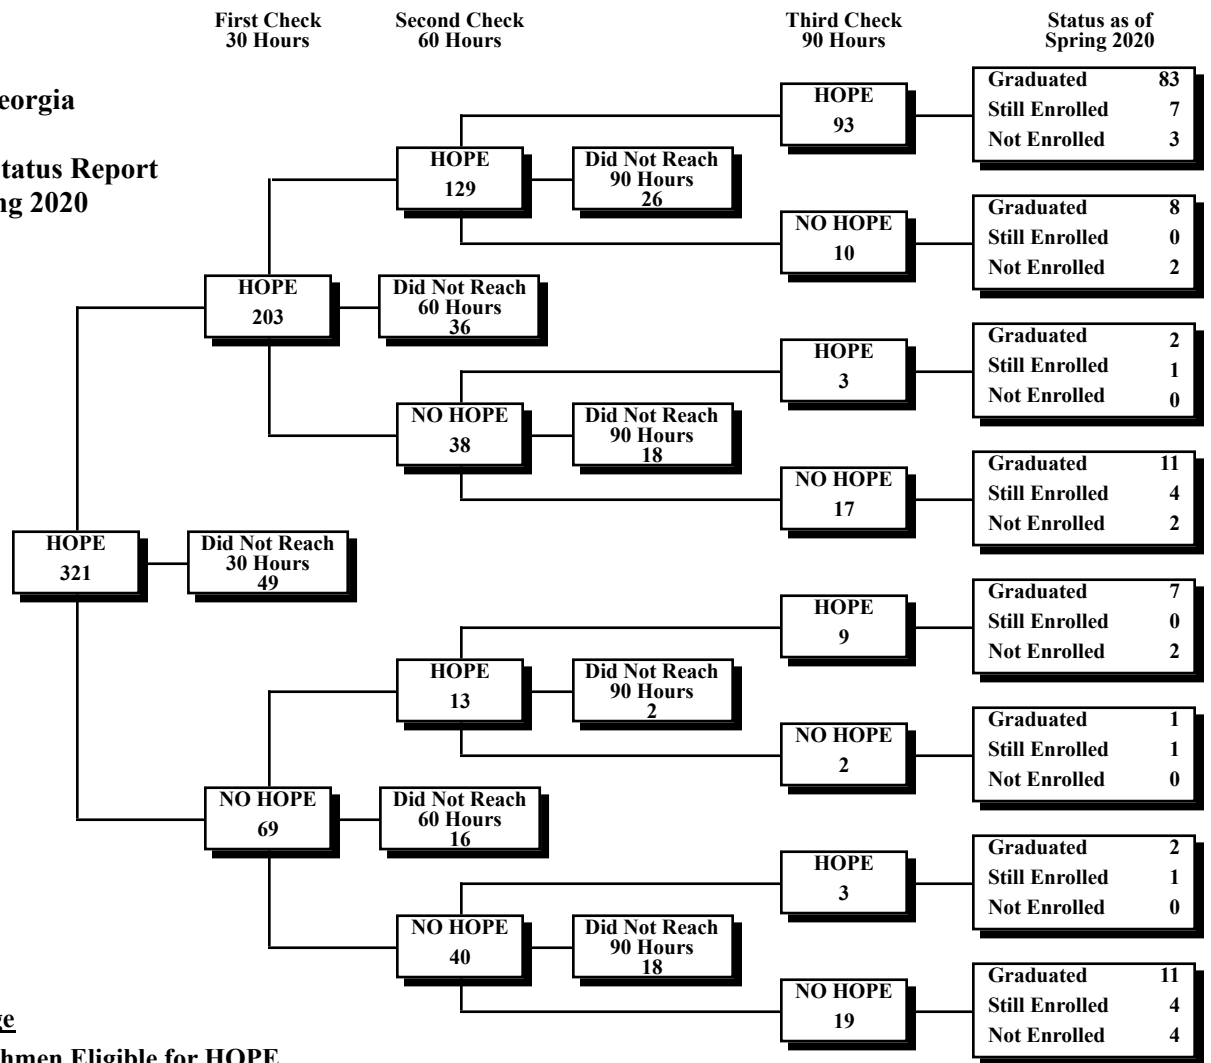 First Check
30 Hours
Second Check
60 Hours
Third Check
90 Hours
Status as of
Spring 2020
Status Report
2020
HOPE
321
Did Not Reach
30 Hours
49
HOPE
203
Did Not Reach
60 Hours
36
NO HOPE
69
Did Not Reach
60 Hours
16
HOPE
129
Did Not Reach
90 Hours
26
NO HOPE
38
Did Not Reach
90 Hours
18
HOPE
13
Did Not Reach
90 Hours
2
NO HOPE
40
Did Not Reach
90 Hours
18
HOPE
93
Graduated 83
Still Enrolled 7
Not Enrolled 3
NO HOPE
10
Graduated 8
Still Enrolled 0
Not Enrolled 2
HOPE
3
Graduated 2
Still Enrolled 1
Not Enrolled 0
NO HOPE
17
Graduated 11
Still Enrolled 4
Not Enrolled 2
HOPE
9
Graduated 7
Still Enrolled 0
Not Enrolled 2
NO HOPE
2
Graduated 1
Still Enrolled 1
Not Enrolled 0
HOPE
3
Graduated 2
Still Enrolled 1
Not Enrolled 0
NO HOPE
19
Graduated 11
Still Enrolled 4
Not Enrolled 4
Eligible for HOPE